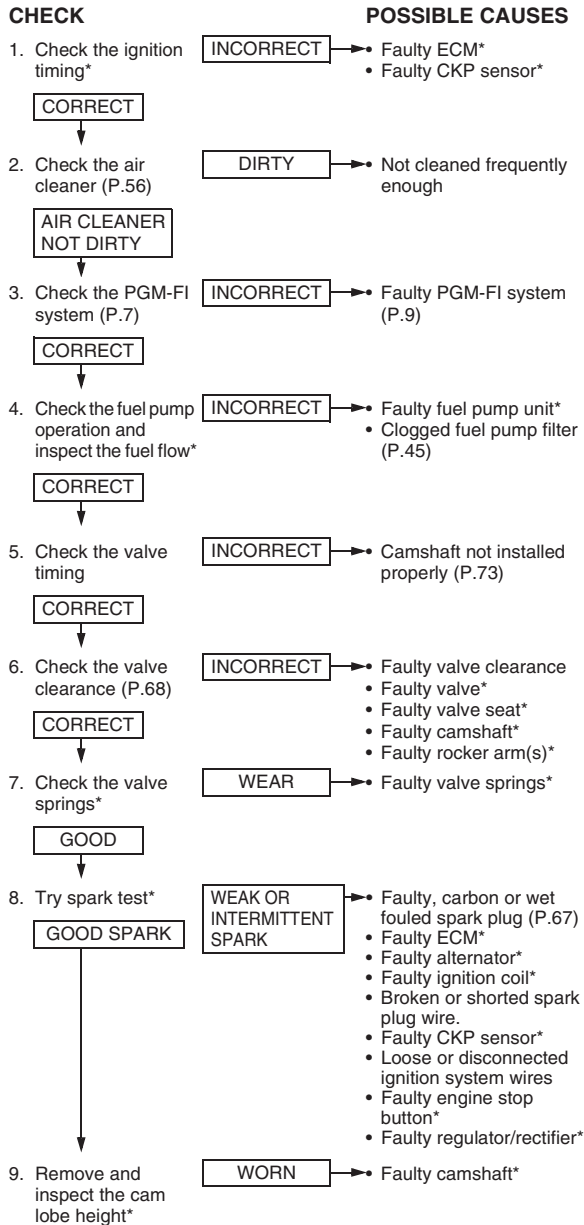 CHECK
POSSIBLE CAUSES
1. Check the ignition
timing*
INCORRECT
• Faulty ECM*
• Faulty CKP sensor*
CORRECT
2. Check the air
cleaner (P.56)
DIRTY
• Not cleaned frequently
enough
AIR CLEANER
NOT DIRTY
3. Check the PGM-FI
system (P.7)
INCORRECT
• Faulty PGM-FI system
(P.9)
CORRECT
4. Check the fuel pump
operation and
inspect the fuel flow*
INCORRECT
• Faulty fuel pump unit*
• Clogged fuel pump filter
(P.45)
CORRECT
5. Check the valve
timing
INCORRECT
• Camshaft not installed
properly (P.73)
CORRECT
6. Check the valve
clearance (P.68)
INCORRECT
• Faulty valve clearance
• Faulty valve*
• Faulty valve seat*
• Faulty camshaft*
• Faulty rocker arm(s)*
CORRECT
7. Check the valve
springs*
WEAR
• Faulty valve springs*
GOOD
8. Try spark test*
WEAK OR
INTERMITTENT
SPARK
• Faulty, carbon or wet
fouled spark plug (P.67)
• Faulty ECM*
• Faulty alternator*
• Faulty ignition coil*
• Broken or shorted spark
plug wire.
• Faulty CKP sensor*
• Loose or disconnected
ignition system wires
• Faulty engine stop
button*
• Faulty regulator/rectifier*
GOOD SPARK
9. Remove and
inspect the cam
lobe height*
WORN
• Faulty camshaft*